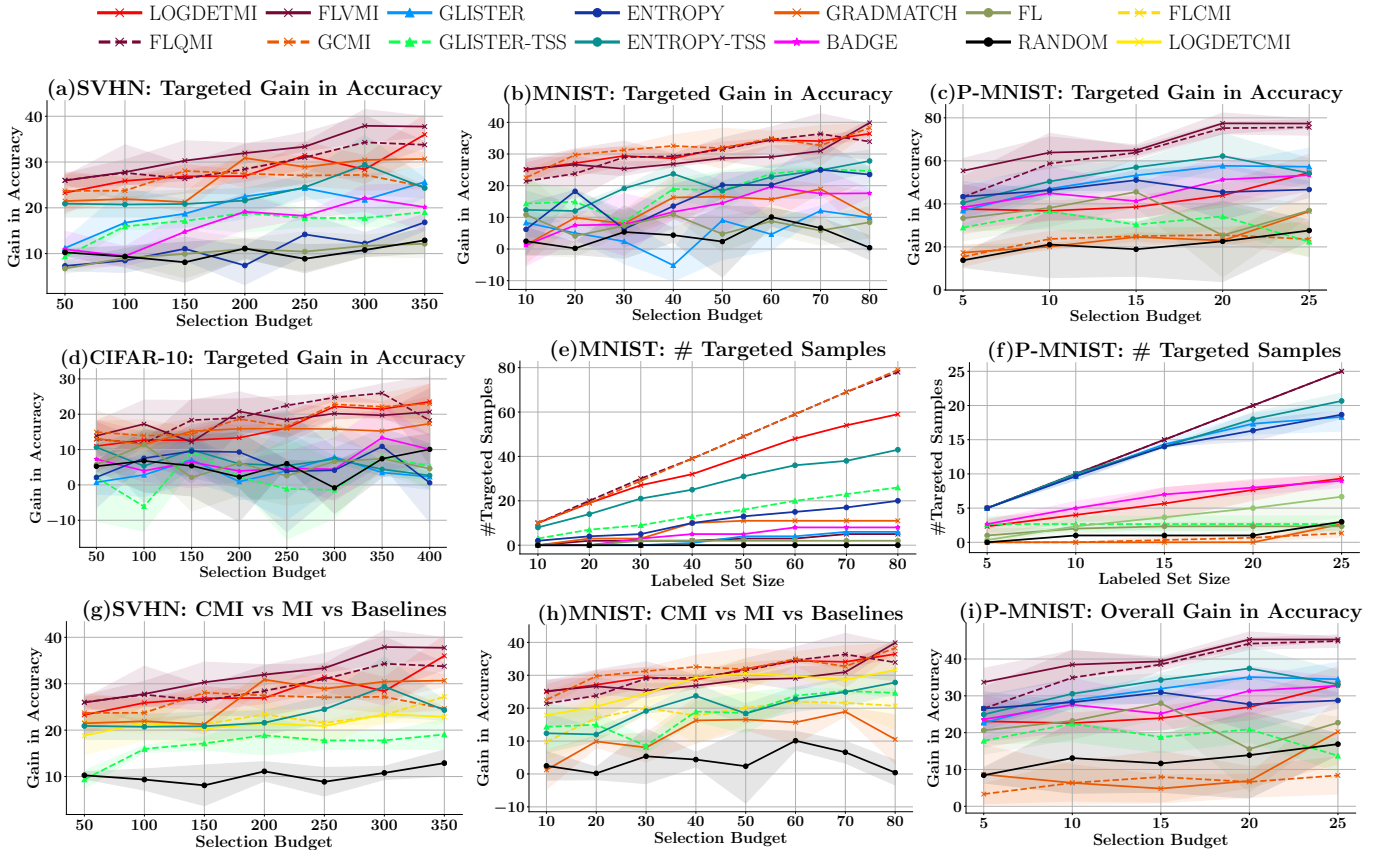 LOGDETMI FLVMI GLISTER ENTROPY GRADMATCH FL FLCMI
FLQMI GCMI GLISTER-TSS ENTROPY-TSS BADGE RANDOM LOGDETCMI
(a)SVHN: Targeted Gain in Accuracy
Gain in Accuracy
40
30
20
10
50 100 150 200 250 300 350
Selection Budget
(b)MNIST: Targeted Gain in Accuracy
Gain in Accuracy
40
30
20
10
0
−10
10 20 30 40 50 60 70 80
Selection Budget
(c)P-MNIST: Targeted Gain in Accuracy
Gain in Accuracy
80
60
40
20
0
5 10 15 20 25
Selection Budget
(d)CIFAR-10: Targeted Gain in Accuracy
Gain in Accuracy
30
20
10
0
−10
50 100 150 200 250 300 350 400
Selection Budget
(e)MNIST: # Targeted Samples
#Targeted Samples
80
60
40
20
0
10 20 30 40 50 60 70 80
Labeled Set Size
(f)P-MNIST: # Targeted Samples
#Targeted Samples
25
20
15
10
5
0
5 10 15 20 25
Labeled Set Size
(g)SVHN: CMI vs MI vs Baselines
Gain in Accuracy
40
30
20
10
50 100 150 200 250 300 350
Selection Budget
(h)MNIST: CMI vs MI vs Baselines
Gain in Accuracy
40
30
20
10
0
−10
10 20 30 40 50 60 70 80
Selection Budget
(i)P-MNIST: Overall Gain in Accuracy
Gain in Accuracy
40
30
20
10
0
5 10 15 20 25
Selection Budget